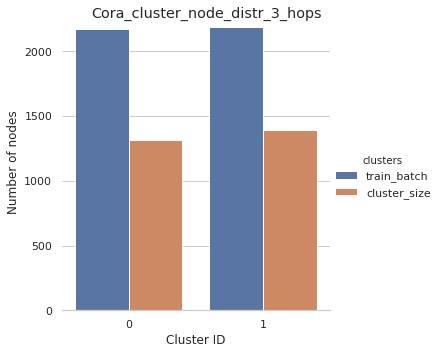 Cora_cluster_node_distr_3_hops
2000
1500
1000
500
0
Number of nodes
0 1
Cluster ID
clusters
train_batch
cluster_size